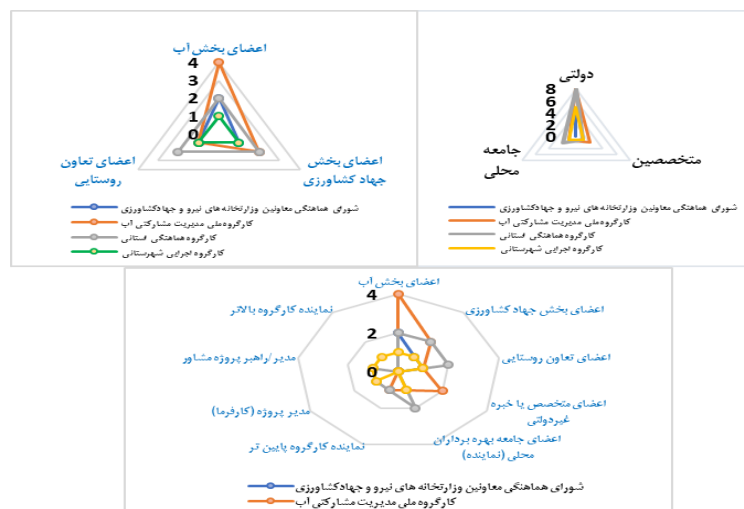 اعضای بخش آب
4
3
2
1
0
اعضای تعاون
روستایی
اعضای بخش
جهاد کشاورزی
شورای هماهنگی معاونین وزارتخانه های نیرو و جهادکشاورزی
کارگروه ملی مدیریت مشارکتی آب
کارگروه هماهنگی استانی
کارگروه اجرایی شهرستانی
دولتی
8
6
4
2
0
جامعه
محلی
متخصصین
شورای هماهنگی معاونین وزارتخانه های نیرو و جهادکشاورزی
کارگروه ملی مدیریت مشارکتی آب
کارگروه هماهنگی استانی
کارگروه اجرایی شهرستانی
اعضای بخش آب
4
2
0
اعضای بخش جهاد کشاورزی
اعضای تعاون روستایی
اعضای متخصص یا خبره
غیردولتی
اعضای جامعه بهره برداران
محلی (نماینده)
نماینده کارگروه پایین تر
مدیر پروژه (کارفرما)
مدیر/راهبر پروژه مشاور
نماینده کارگروه بالاتر
شورای هماهنگی معاونین وزارتخانه های نیرو و جهادکشاورزی
کارگروه ملی مدیریت مشارکتی آب